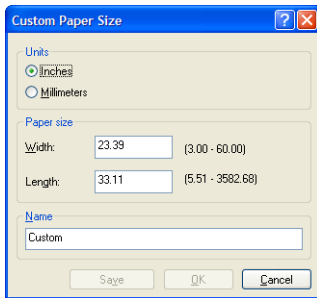 Custom Paper Size
Units
Inches
Millimeters
Paper size
Width: 23.39 (3.00 - 60.00)
Length: 33.11 (5.51 - 3582.68)
Name
Custom
Save OK Cancel